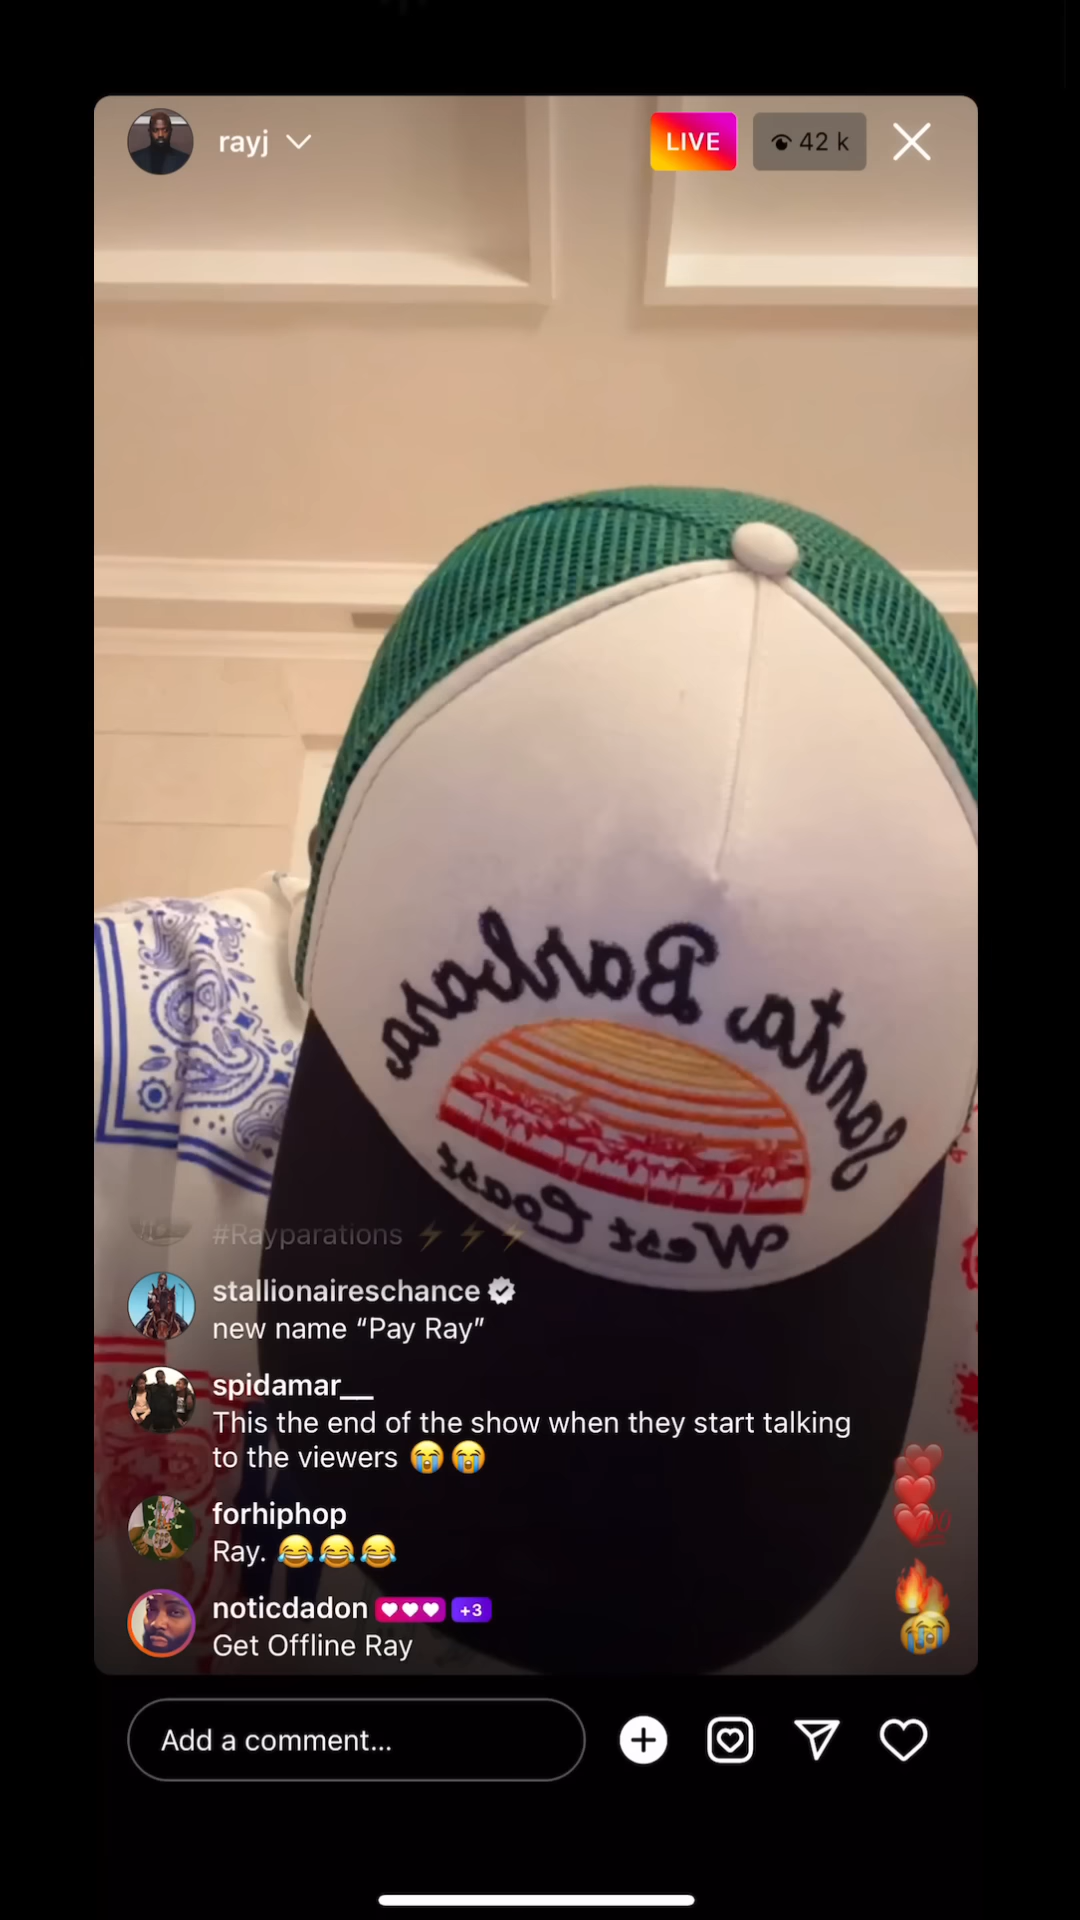 rayj
LIVE
42 k
Santa Barbara
West Coast
#Rayparations ⚡⚡⚡
stallionaireschance
new name “Pay Ray”
spidamar__
This the end of the show when they start talking
to the viewers 😭😭
forhiphop
Ray. 😂😂😂
noticdadon +3
Get Offline Ray
Add a comment...